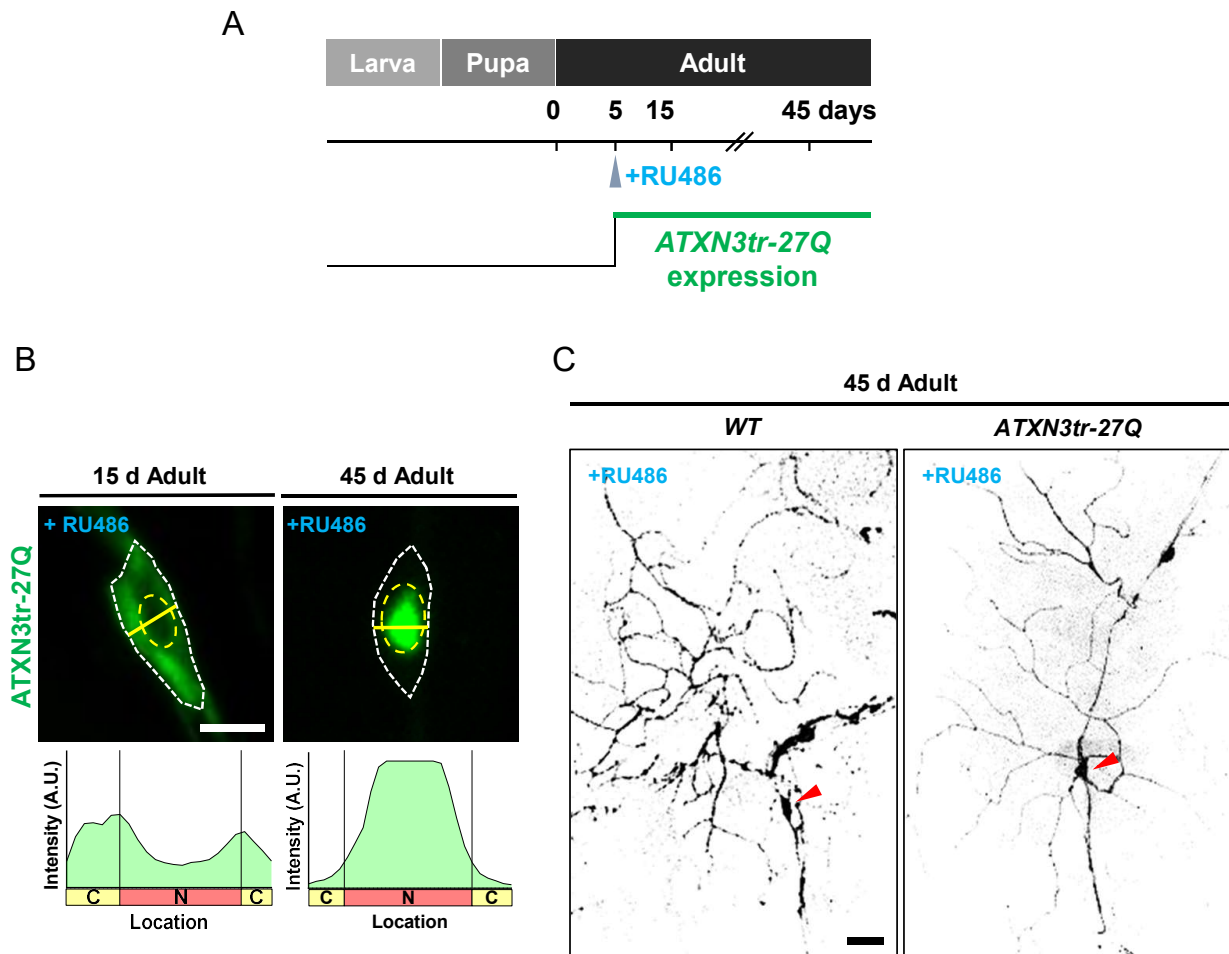 A
Larva Pupa Adult
0 5 15 45 days
+RU486
ATXN3tr-27Q
expression
B
15 d Adult 45 d Adult
ATXN3tr-27Q
+ RU486 +RU486
Intensity (A.U.) Intensity (A.U.)
C N C C N C
Location Location
C
45 d Adult
WT ATXN3tr-27Q
+RU486 +RU486